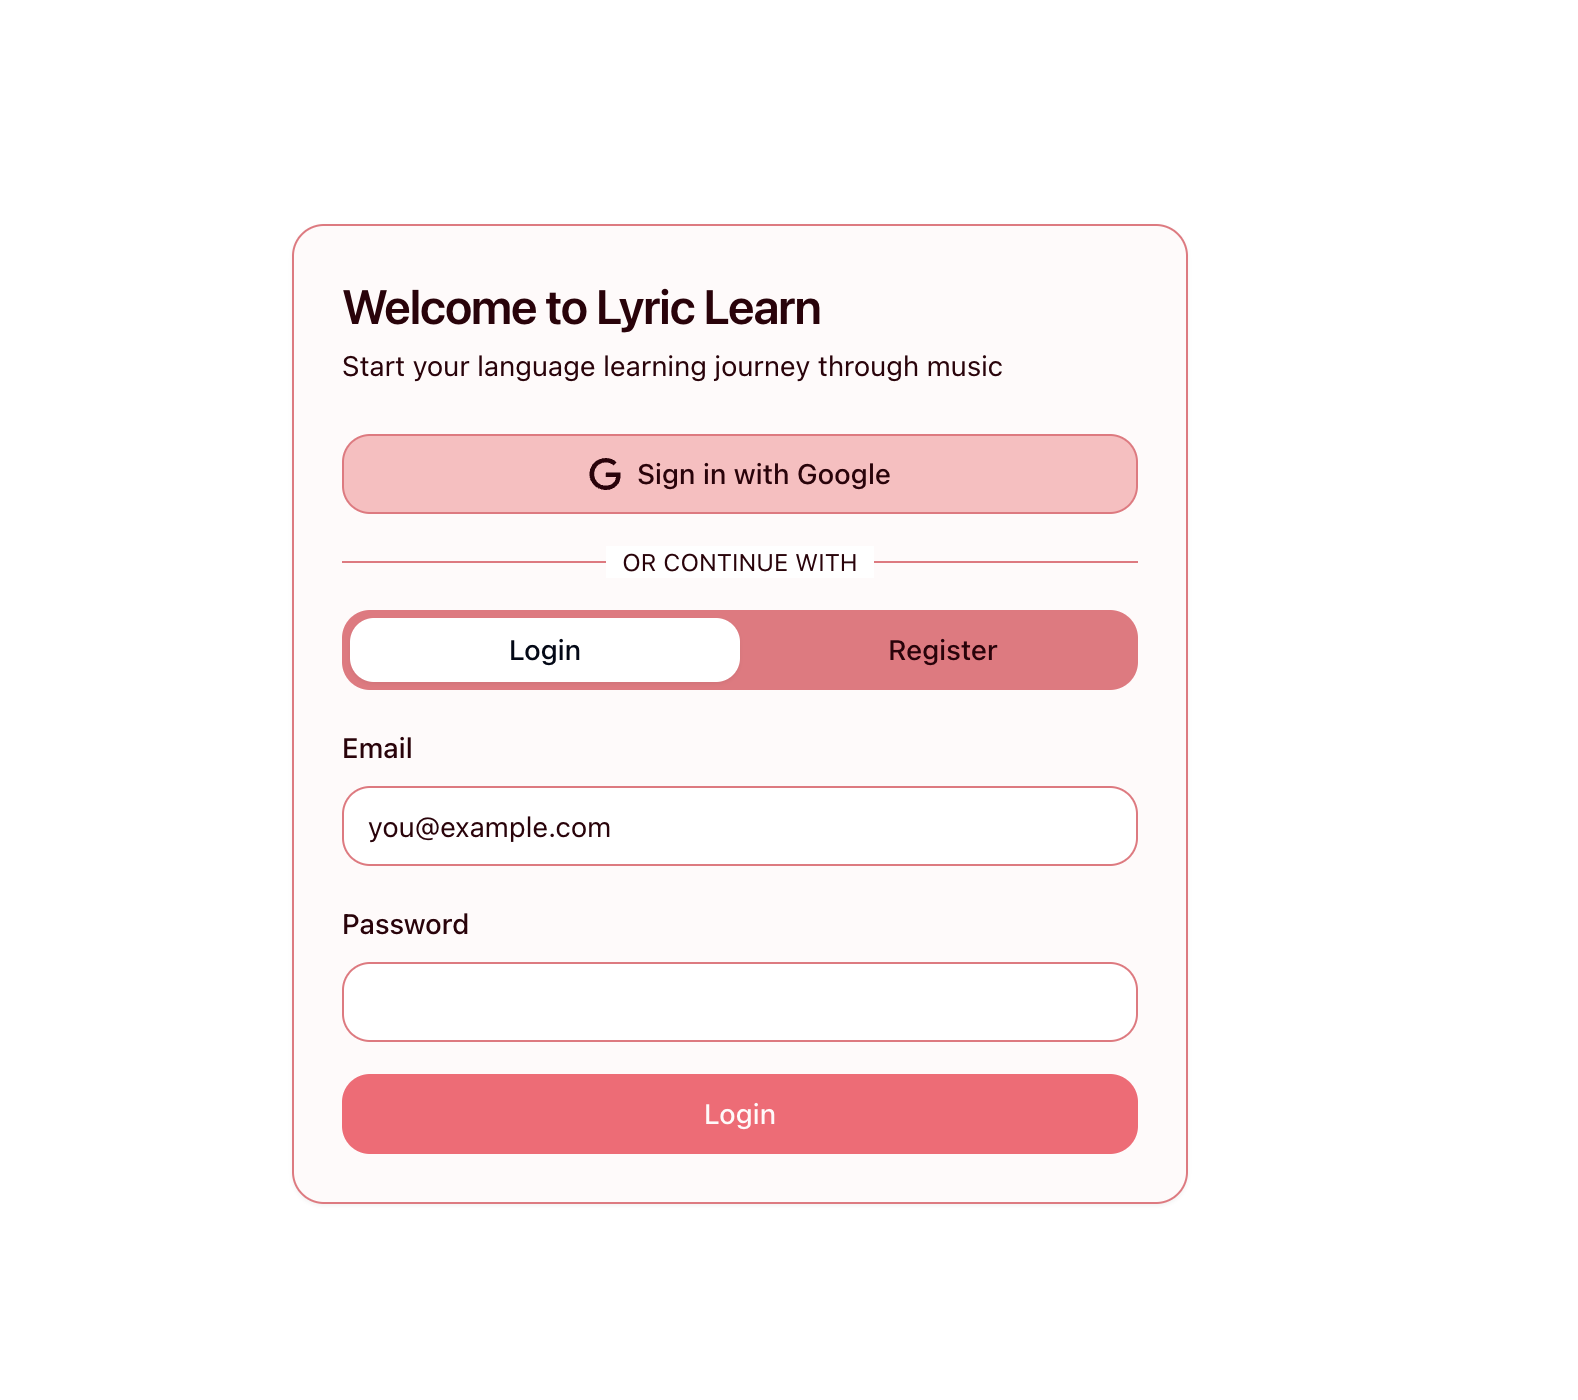 Welcome to Lyric Learn
Start your language learning journey through music
Sign in with Google
OR CONTINUE WITH
Login Register
Email
you@example.com
Password
Login